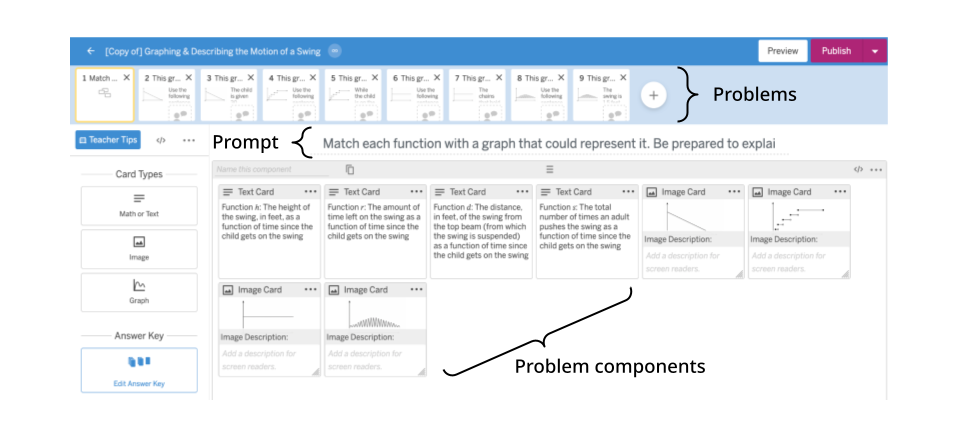 [Copy of] Graphing & Describing the Motion of a Swing
Preview
Publish
1 Match ...
2 This gr...
Use the
following
3 This gr...
The child
is given
4 This gr...
Use the
following
5 This gr...
While
the child
6 This gr...
Use the
following
7 This gr...
The
chains
8 This gr...
Use the
following
9 This gr...
The
swing is
Problems
Teacher Tips
</>
Prompt
Match each function with a graph that could represent it. Be prepared to explai
Name this component
</>
Card Types
Math or Text
Image
Graph
Answer Key
Edit Answer Key
Text Card
Function h: The height of
the swing, in feet, as a
function of time since the
child gets on the swing
Text Card
Function r: The amount of
time left on the swing as a
function of time since the
child gets on the swing
Text Card
Function d: The distance,
in feet, of the swing from
the top beam (from which
the swing is suspended)
as a function of time since
the child gets on the swing
Text Card
Function s: The total
number of times an adult
pushes the swing as a
function of time since the
child gets on the swing
Image Card
Image Description:
Add a description for
screen readers.
Image Card
Image Description:
Add a description for
screen readers.
Image Card
Image Description:
Add a description for
screen readers.
Image Card
Image Description:
Add a description for
screen readers.
Problem components